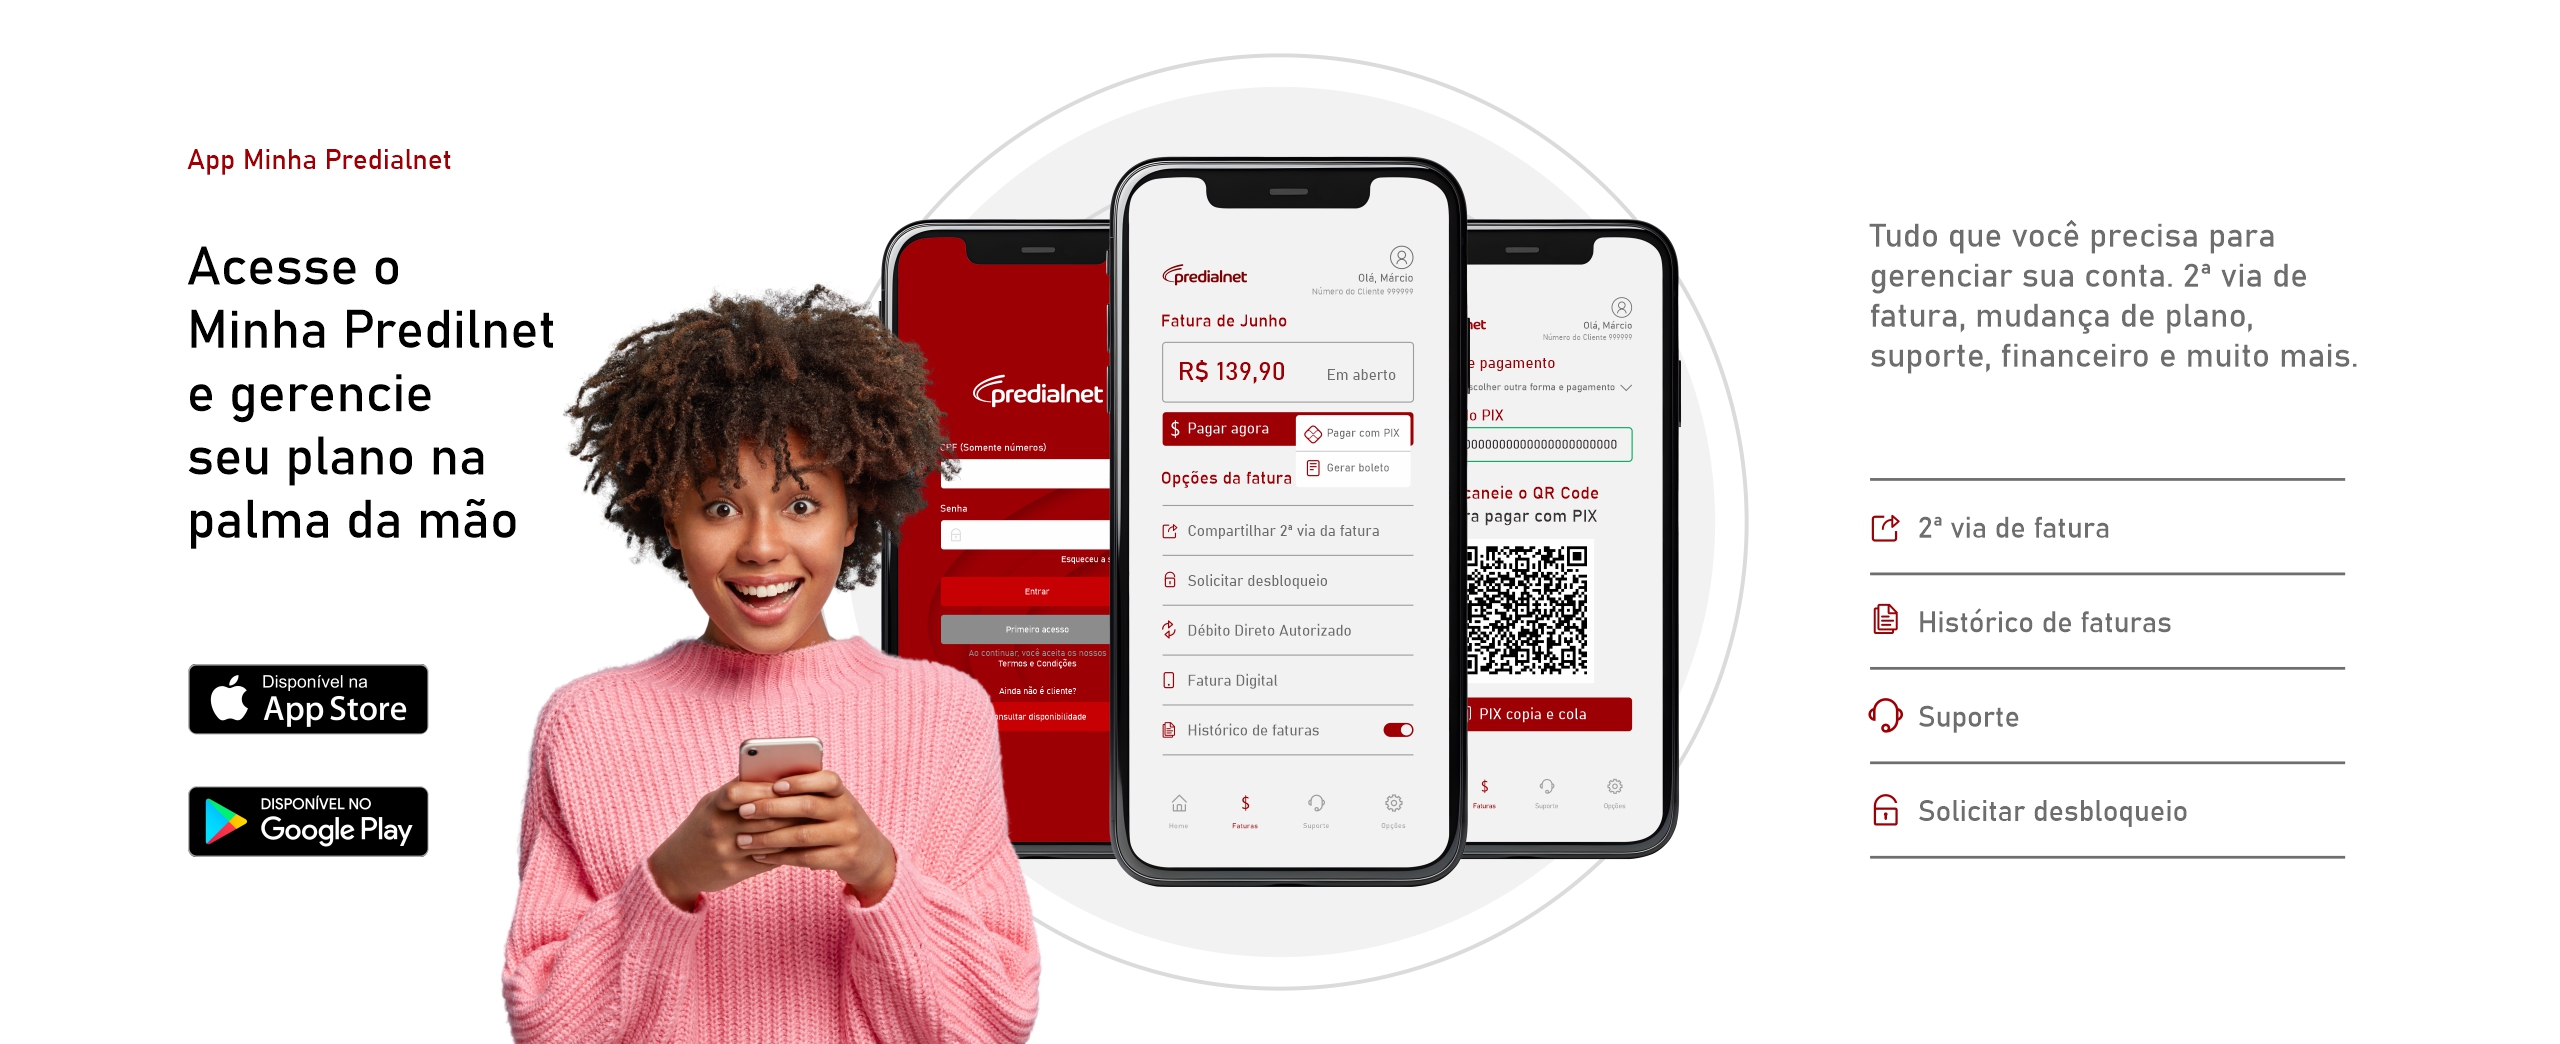 App Minha Predialnet
Acesse o
Minha Predilnet
e gerencie
seu plano na
palma da mão
Disponível na
App Store
DISPONÍVEL NO
Google Play
predialnet
(Somente números)
Senha
Esqueceu a
Entrar
Primeiro acesso
Ao continuar, você aceita os nossos
Termos e Condições
Ainda não é cliente?
disponibilidade
predialnet
Olá, Márcio
Número do Cliente 999999
Fatura de Junho
R$ 139,90
Em aberto
$ Pagar agora
Pagar com PIX
Gerar boleto
Opções da fatura
Compartilhar 2ª via da fatura
Solicitar desbloqueio
Débito Direto Autorizado
Fatura Digital
Histórico de faturas
Home
$
Faturas
Suporte
Opções
Olá, Márcio
Número do Cliente 999999
pagamento
outra forma e pagamento
PIX
o QR Code
pagar com PIX
PIX copia e cola
$
Faturas
Suporte
Opções
Tudo que você precisa para
gerenciar sua conta. 2ª via de
fatura, mudança de plano,
suporte, financeiro e muito mais.
2ª via de fatura
Histórico de faturas
Suporte
Solicitar desbloqueio